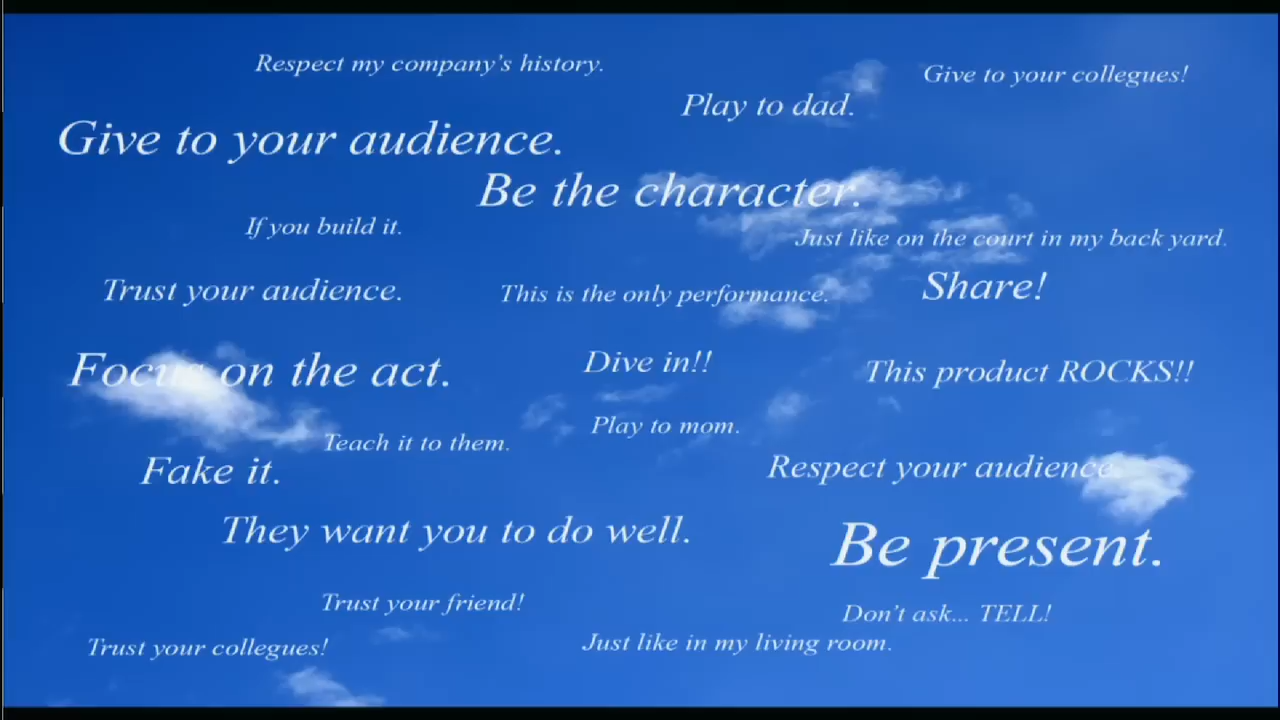 Respect my company's history.
Give to your collegues!
Play to dad.
Give to your audience.
Be the character.
If you build it.
Just like on the court in my back yard.
Trust your audience.
This is the only performance.
Share!
Focus on the act.
Dive in!!
This product ROCKS!!
Play to mom.
Teach it to them.
Fake it.
Respect your audience.
They want you to do well.
Be present.
Trust your friend!
Don't ask... TELL!
Trust your collegues!
Just like in my living room.